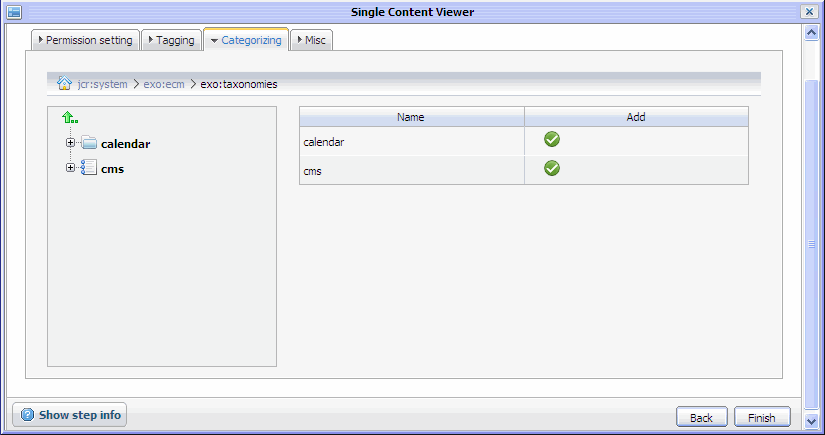 Single Content Viewer
Permission setting Tagging Categorizing Misc
jcr:system > exo:ecm > exo:taxonomies
calendar
cms
Name Add
calendar
cms
Show step info
Back Finish